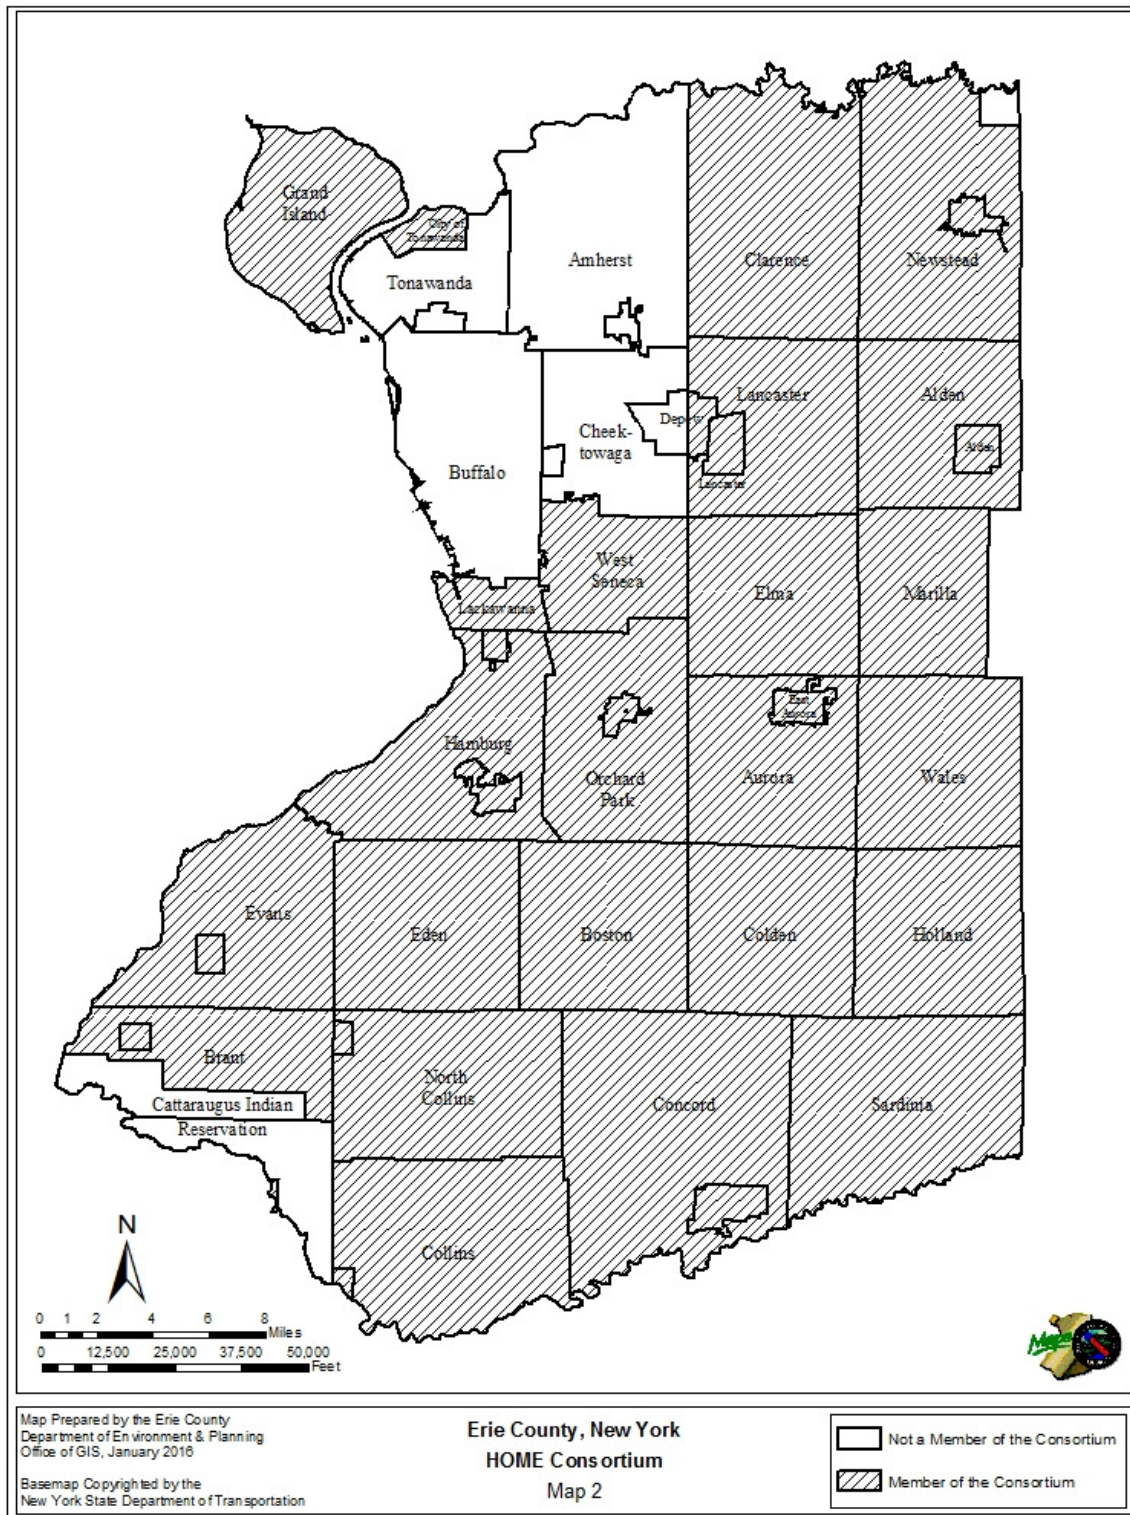 Grand
Island
City of
Tonawanda
Tonawanda
Amherst
Clarence
Newstead
Lancaster
Alden
Cheek-
towaga
Depew
Alden
Lancaster
Buffalo
West
Seneca
Elma
Marilla
Lackawanna
East
Aurora
Hamburg
Orchard
Park
Aurora
Wales
Evans
Eden
Boston
Colden
Holland
Brant
North
Collins
Concord
Sardinia
Cattaraugus Indian
Reservation
Collins
N
0 1 2 4 6 8
Miles
0 12,500 25,000 37,500 50,000
Feet
Maps
Map Prepared by the Erie County
Department of Environment & Planning
Office of GIS, January 2016
Basemap Copyrighted by the
New York State Department of Transportation
Erie County, New York
HOME Consortium
Map 2
Not a Member of the Consortium
Member of the Consortium